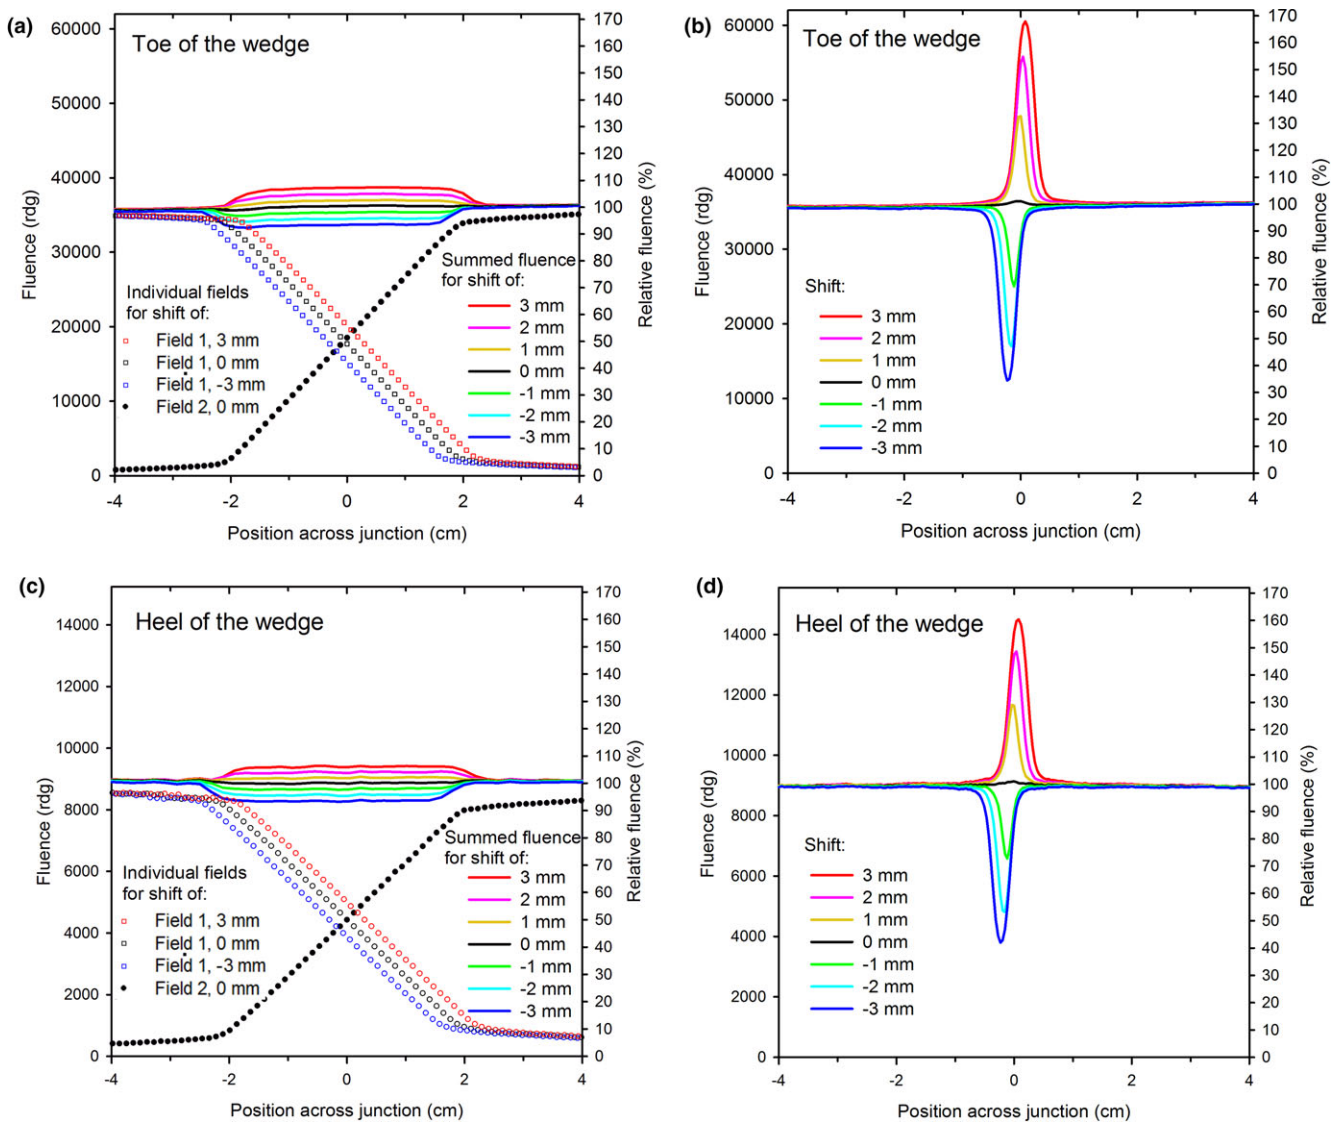 (a)
Toe of the wedge
60000
50000
40000
30000
20000
10000
0
Fluence (rdg)
170
160
150
140
130
120
110
100
90
80
70
60
50
40
30
20
10
0
Relative fluence (%)
Individual fields
for shift of:
Field 1, 3 mm
Field 1, 0 mm
Field 1, -3 mm
Field 2, 0 mm
Summed fluence
for shift of:
3 mm
2 mm
1 mm
0 mm
-1 mm
-2 mm
-3 mm
-4 -2 0 2 4
Position across junction (cm)
(b)
Toe of the wedge
60000
50000
40000
30000
20000
10000
0
Fluence (rdg)
170
160
150
140
130
120
110
100
90
80
70
60
50
40
30
20
10
0
Relative fluence (%)
Shift:
3 mm
2 mm
1 mm
0 mm
-1 mm
-2 mm
-3 mm
-4 -2 0 2 4
Position across junction (cm)
(c)
Heel of the wedge
14000
12000
10000
8000
6000
4000
2000
0
Fluence (rdg)
170
160
150
140
130
120
110
100
90
80
70
60
50
40
30
20
10
0
Relative fluence (%)
Individual fields
for shift of:
Field 1, 3 mm
Field 1, 0 mm
Field 1, -3 mm
Field 2, 0 mm
Summed fluence
for shift of:
3 mm
2 mm
1 mm
0 mm
-1 mm
-2 mm
-3 mm
-4 -2 0 2 4
Position across junction (cm)
(d)
Heel of the wedge
14000
12000
10000
8000
6000
4000
2000
0
Fluence (rdg)
170
160
150
140
130
120
110
100
90
80
70
60
50
40
30
20
10
0
Relative fluence (%)
Shift:
3 mm
2 mm
1 mm
0 mm
-1 mm
-2 mm
-3 mm
-4 -2 0 2 4
Position across junction (cm)